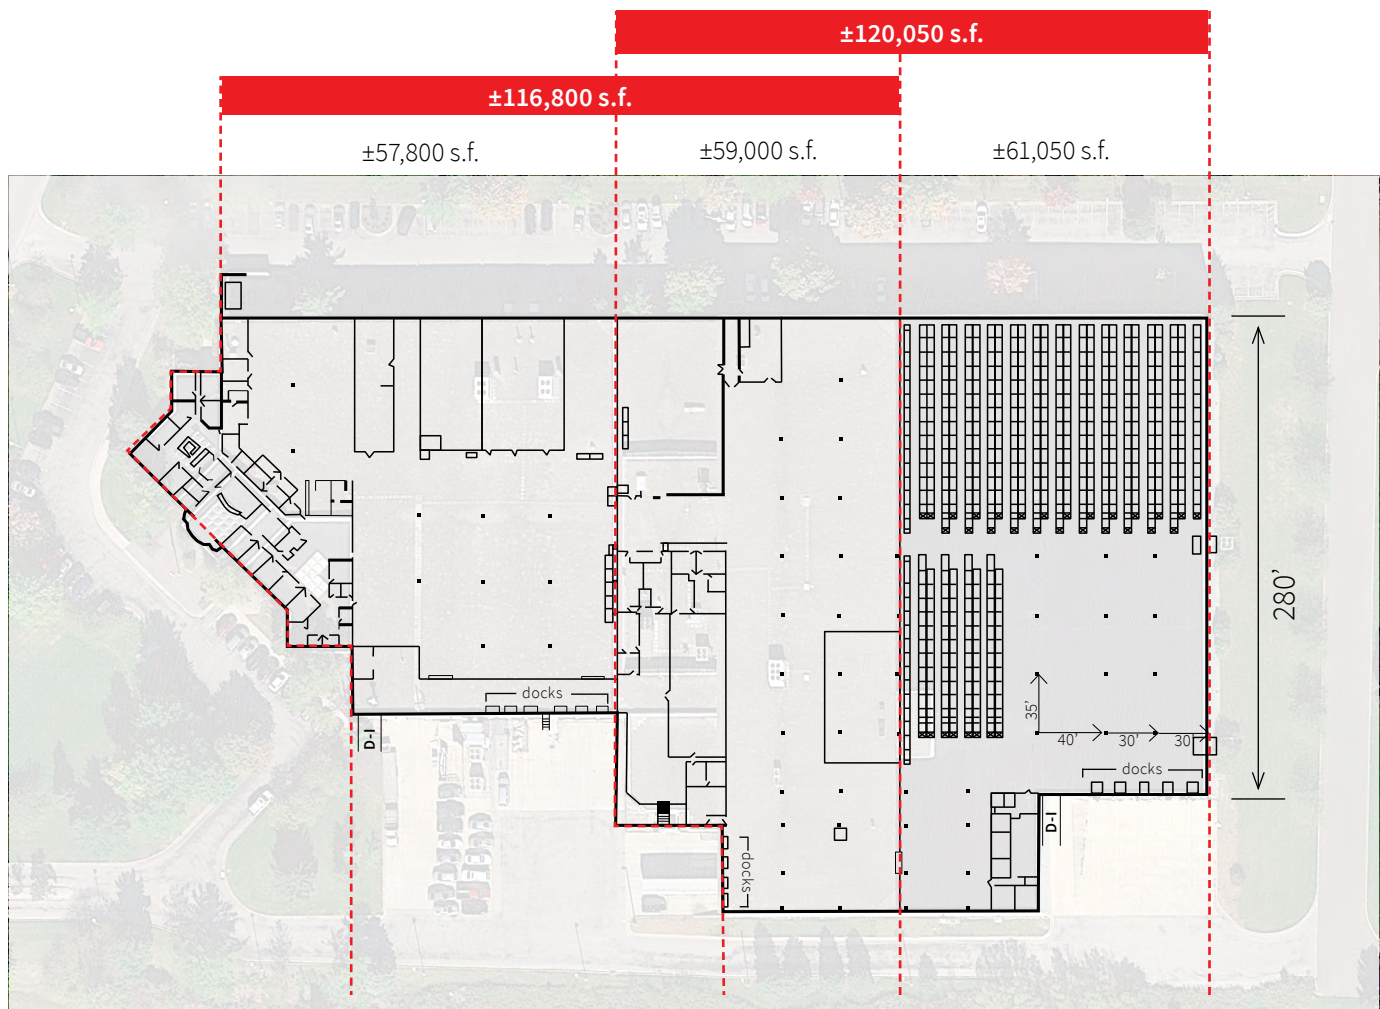 ±120,050 s.f.
±116,800 s.f.
±57,800 s.f.
±59,000 s.f.
±61,050 s.f.
280'
35'
40'
30'
30'
docks
docks
docks
D-I
D-I